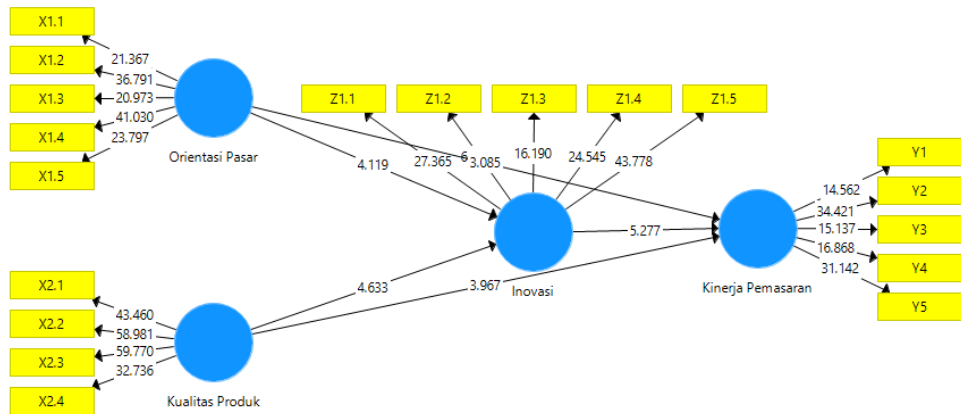 X1.1
X1.2
X1.3
X1.4
X1.5
21.367
36.791
20.973
41.030
23.797
Orientasi Pasar
Z1.1
Z1.2
Z1.3
Z1.4
Z1.5
27.365
16.190
24.545
43.778
3.085
4.119
Inovasi
X2.1
X2.2
X2.3
X2.4
43.460
58.981
59.770
32.736
Kualitas Produk
4.633
3.967
5.277
Kinerja Pemasaran
14.562
34.421
15.137
16.868
31.142
Y1
Y2
Y3
Y4
Y5